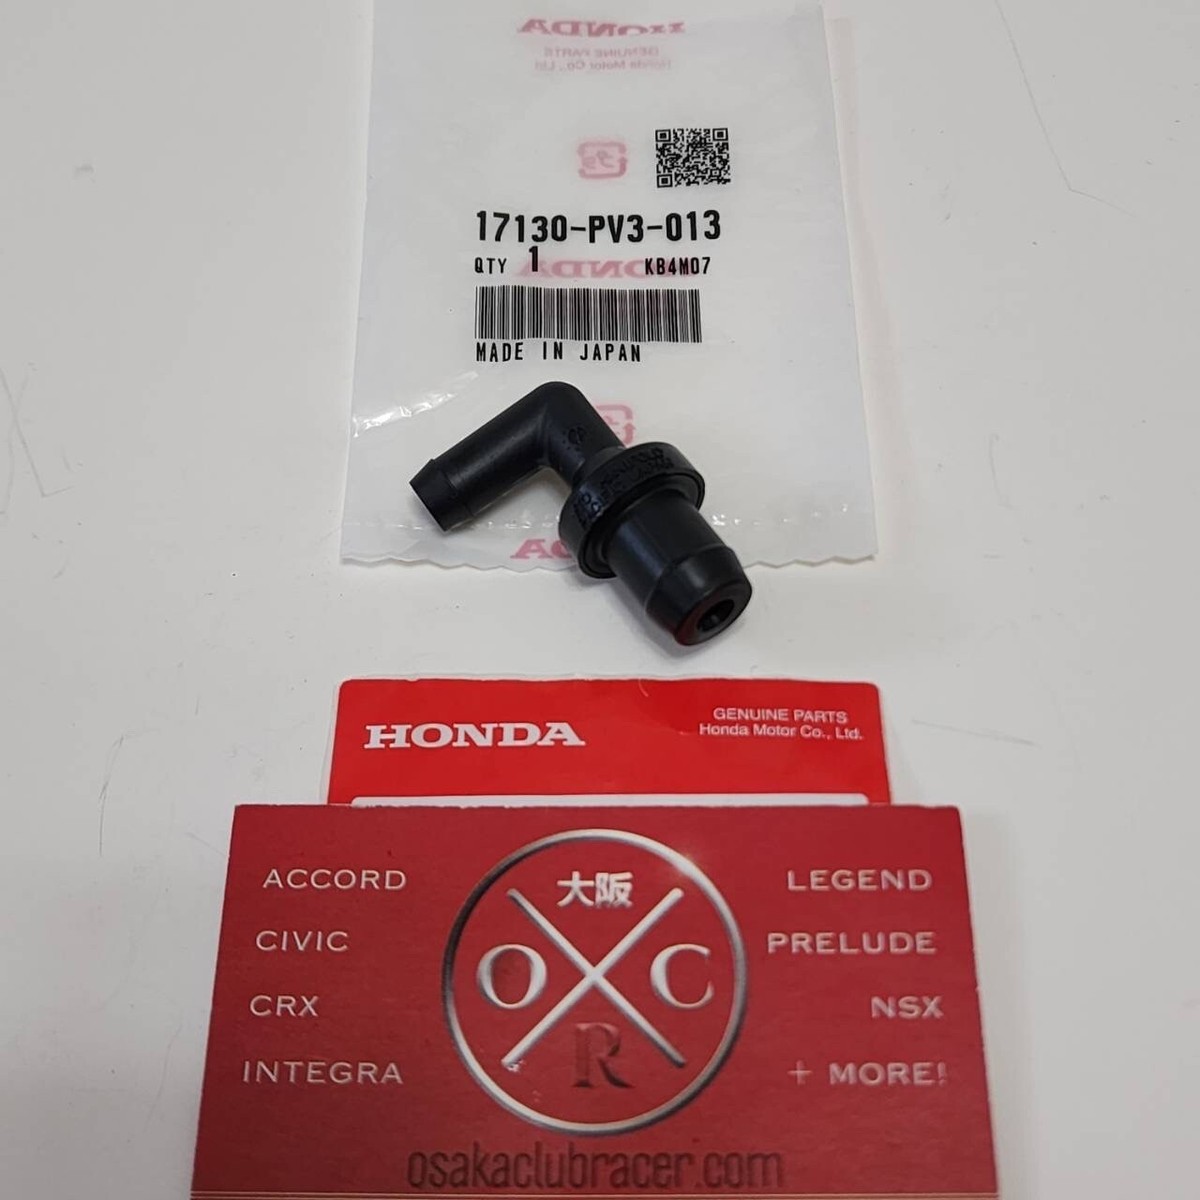 HONDA
GENUINE PARTS
Honda Motor Co., Ltd.
17130-PV3-013
QTY 1 KB4M07
HONDA
MADE IN JAPAN
HONDA
GENUINE PARTS
Honda Motor Co., Ltd.
ACCORD
CIVIC
CRX
INTEGRA
大阪
O C
R
LEGEND
PRELUDE
NSX
+ MORE!
osakaclubracer.com